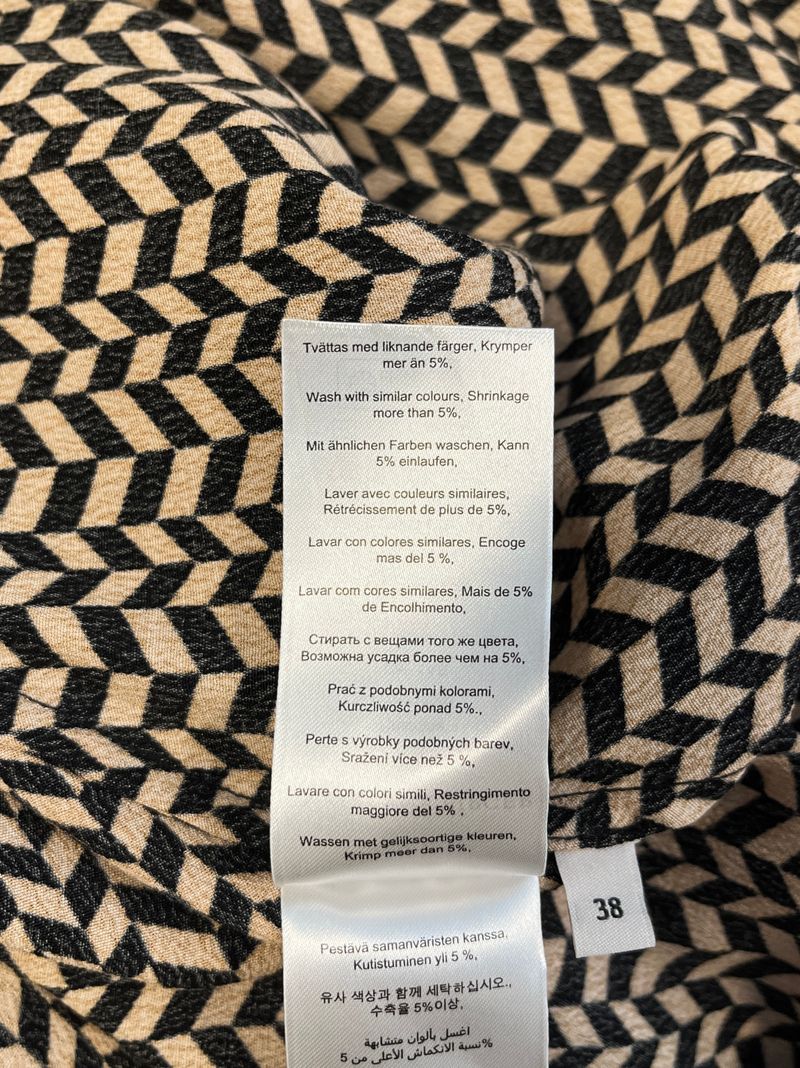 Tvättas med liknande färger, Krymper
mer än 5%,
Wash with similar colours, Shrinkage
more than 5%,
Mit ähnlichen Farben waschen, Kann
5% einlaufen,
Laver avec couleurs similaires,
Rétrécissement de plus de 5%,
Lavar con colores similares, Encoge
mas del 5 %,
Lavar com cores similares, Mais de 5%
de Encolhimento,
Стирать с вещами того же цвета,
Возможна усадка более чем на 5%,
Prać z podobnymi kolorami,
Kurczliwość ponad 5%.,
Perte s výrobky podobných barev,
Sražení více než 5 %,
Lavare con colori simili, Restringimento
maggiore del 5% ,
Wassen met gelijksoortige kleuren,
Krimp meer dan 5%,
38
Pestävä samanväristen kanssa,
Kutistuminen yli 5 %,
유사 색상과 함께 세탁하십시오.,
수축율 5%이상,
اغسل بألوان متشابهة
%نسبة الانكماش الأعلى من 5